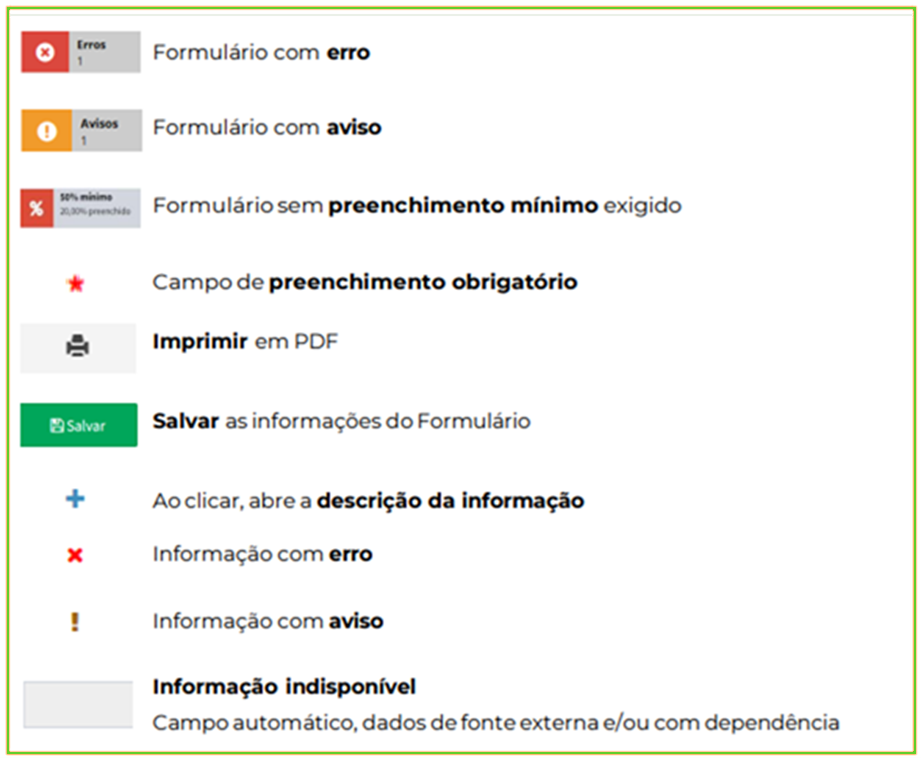 Erros
1
Formulário com erro
Avisos
1
Formulário com aviso
50% mínimo
20,00% preenchido
Formulário sem preenchimento mínimo exigido
Campo de preenchimento obrigatório
Imprimir em PDF
Salvar
Salvar as informações do Formulário
Ao clicar, abre a descrição da informação
Informação com erro
Informação com aviso
Informação indisponível
Campo automático, dados de fonte externa e/ou com dependência